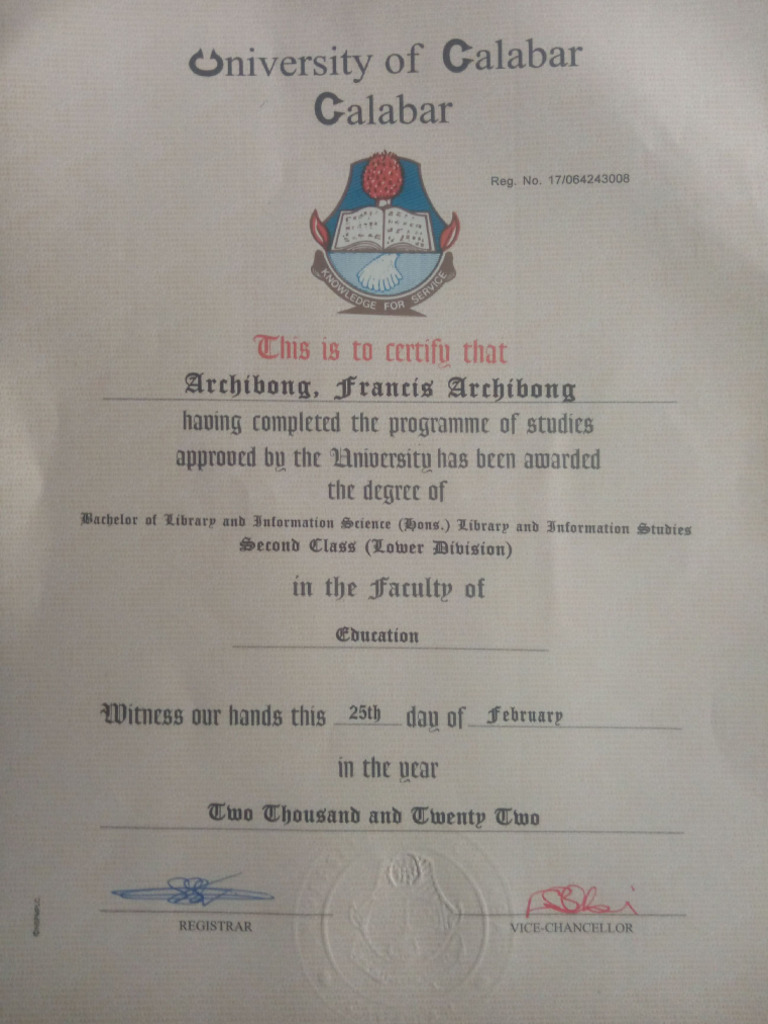 University of Calabar
Calabar
Reg. No. 17/064243008
KNOWLEDGE FOR SERVICE
This is to certify that
Archibong, Francis Archibong
having completed the programme of studies
approved by the University has been awarded
the degree of
Bachelor of Library and Information Science (Hons.) Library and Information Studies
Second Class (Lower Division)
in the Faculty of
Education
Witness our hands this 25th day of February
in the year
Two Thousand and Twenty Two
REGISTRAR
VICE-CHANCELLOR